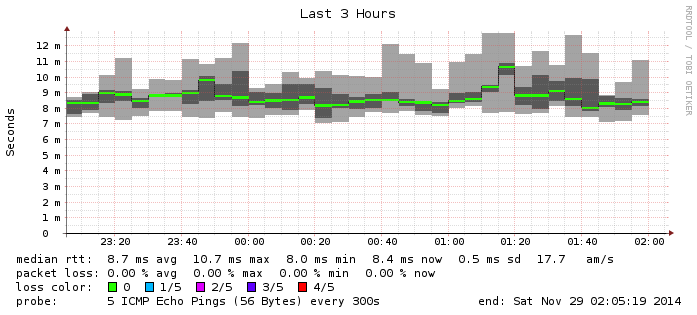 Last 3 Hours
RRDTOOL / TOBI OETIKER
Seconds
12 m
11 m
10 m
9 m
8 m
7 m
6 m
5 m
4 m
3 m
2 m
1 m
0
23:20 23:40 00:00 00:20 00:40 01:00 01:20 01:40 02:00
median rtt: 8.7 ms avg 10.7 ms max 8.0 ms min 8.4 ms now 0.5 ms sd 17.7 am/s
packet loss: 0.00 % avg 0.00 % max 0.00 % min 0.00 % now
loss color: 0 1/5 2/5 3/5 4/5
probe: 5 ICMP Echo Pings (56 Bytes) every 300s end: Sat Nov 29 02:05:19 2014